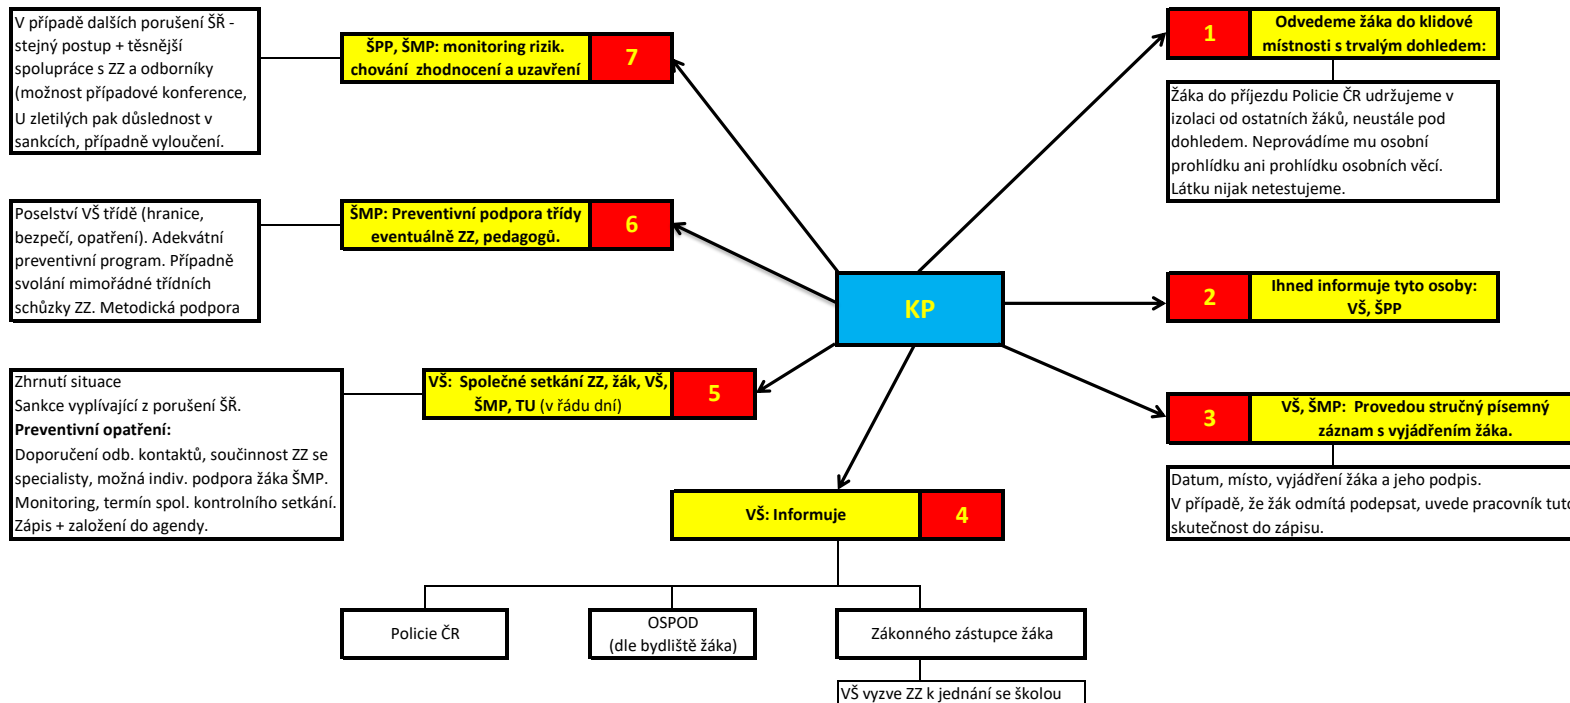 KP
1
Odvedeme žáka do klidové
místnosti s trvalým dohledem:
Žáka do příjezdu Policie ČR udržujeme v
izolaci od ostatních žáků, neustále pod
dohledem. Neprovádíme mu osobní
prohlídku ani prohlídku osobních věcí.
Látku nijak netestujeme.
2
Ihned informuje tyto osoby:
VŠ, ŠPP
3
VŠ, ŠMP:  Provedou stručný písemný
záznam s vyjádřením žáka.
Datum, místo, vyjádření žáka a jeho podpis.
V případě, že žák odmítá podepsat, uvede pracovník tuto
skutečnost do zápisu.
VŠ: Informuje
4
Policie ČR
OSPOD
(dle bydliště žáka)
Zákonného zástupce žáka
VŠ vyzve ZZ k jednání se školou
VŠ:  Společné setkání ZZ, žák, VŠ,
ŠMP, TU (v řádu dní)
5
Zhrnutí situace
Sankce vyplívající z porušení ŠŘ.
Preventivní opatření:
Doporučení odb. kontaktů, součinnost ZZ se
specialisty, možná indiv. podpora žáka ŠMP.
Monitoring, termín spol. kontrolního setkání.
Zápis + založení do agendy.
ŠMP: Preventivní podpora třídy
eventuálně ZZ, pedagogů.
6
Poselství VŠ třídě (hranice,
bezpečí, opatření). Adekvátní
preventivní program. Případně
svolání mimořádné třídních
schůzky ZZ. Metodická podpora
ŠPP, ŠMP: monitoring rizik.
chování  zhodnocení a uzavření
7
V případě dalších porušení ŠŘ -
stejný postup + těsnější
spolupráce s ZZ a odborníky
(možnost případové konference,
U zletilých pak důslednost v
sankcích, případně vyloučení.